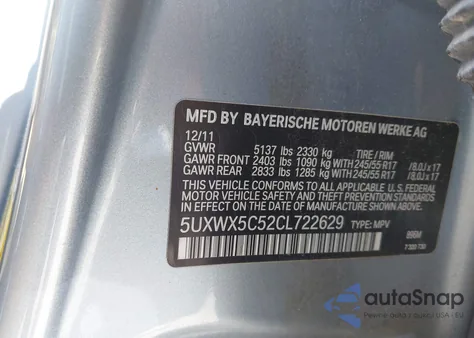 MFD BY BAYERISCHE MOTOREN WERKE AG
12/11
GVWR 5137 lbs 2330 kg TIRE / RIM
GAWR FRONT 2403 lbs 1090 kg WITH 245/55 R17 / 8.0J x 17
GAWR REAR 2833 lbs 1285 kg WITH 245/55 R17 / 8.0J x 17
THIS VEHICLE CONFORMS TO ALL APPLICABLE U.S. FEDERAL
MOTOR VEHICLE SAFETY STANDARDS IN EFFECT ON THE DATE OF
MANUFACTURE SHOWN ABOVE.
5UXWX5C52CL722629 TYPE: MPV
autoSnap